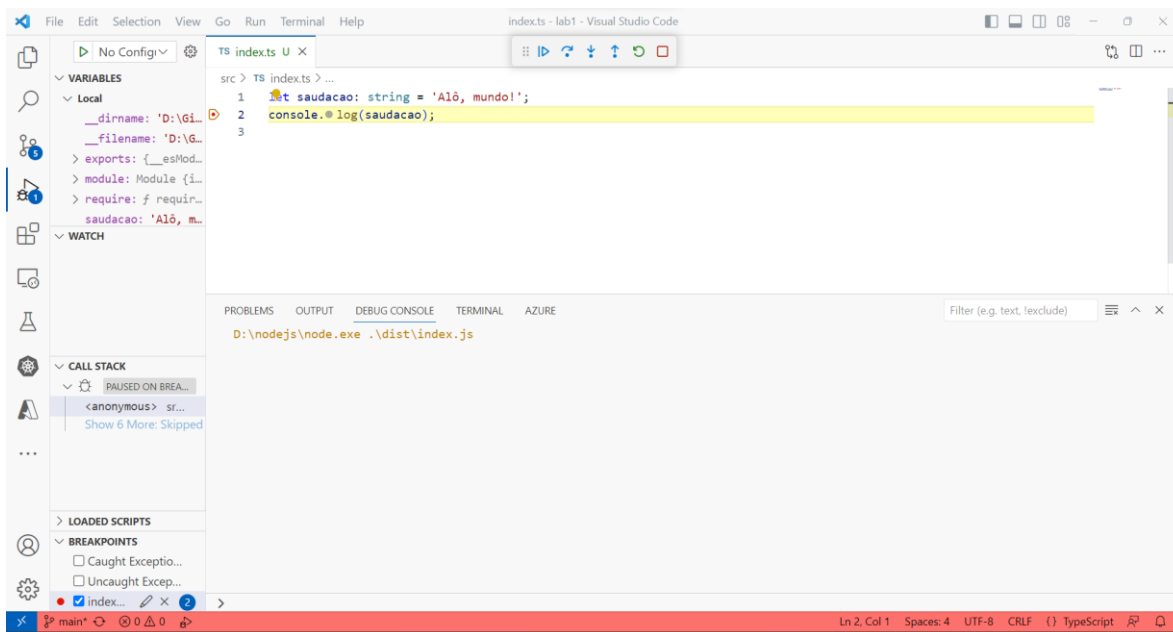 File Edit Selection View Go Run Terminal Help
index.ts - lab1 - Visual Studio Code
No Config
TS index.ts U
VARIABLES
Local
__dirname: 'D:\Gi…
__filename: 'D:\G…
exports: {__esMod…
module: Module {i…
require: ƒ requir…
saudacao: 'Alô, m…
WATCH
src > TS index.ts > ...
1 let saudacao: string = 'Alô, mundo!';
2 console.log(saudacao);
3
PROBLEMS OUTPUT DEBUG CONSOLE TERMINAL AZURE
Filter (e.g. text, !exclude)
D:\nodejs\node.exe .\dist\index.js
5
1
CALL STACK
PAUSED ON BREA...
<anonymous> sr...
Show 6 More: Skipped
LOADED SCRIPTS
BREAKPOINTS
Caught Exceptio...
Uncaught Excep...
index... 2
main* 0 0
Ln 2, Col 1 Spaces: 4 UTF-8 CRLF {} TypeScript